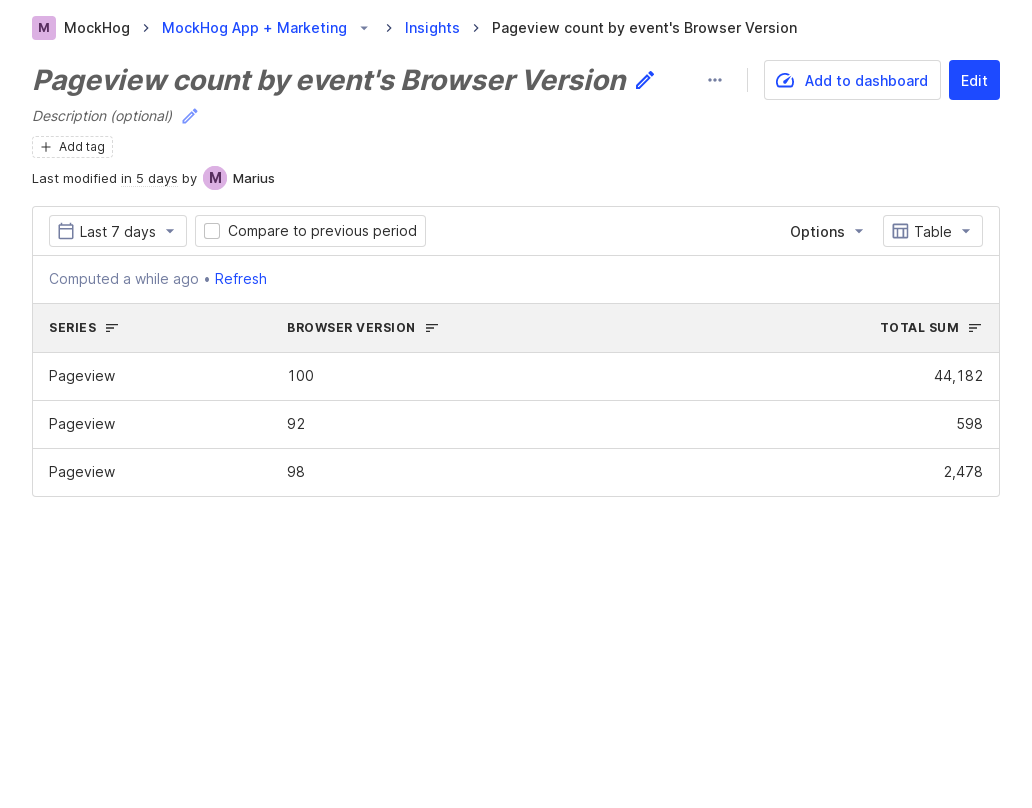 M MockHog MockHog App + Marketing Insights Pageview count by event's Browser Version
Pageview count by event's Browser Version
Add to dashboard
Edit
Description (optional)
Add tag
Last modified in 5 days by M Marius
Last 7 days Compare to previous period Options Table
Computed a while ago • Refresh
SERIES BROWSER VERSION TOTAL SUM
Pageview 100 44,182
Pageview 92 598
Pageview 98 2,478